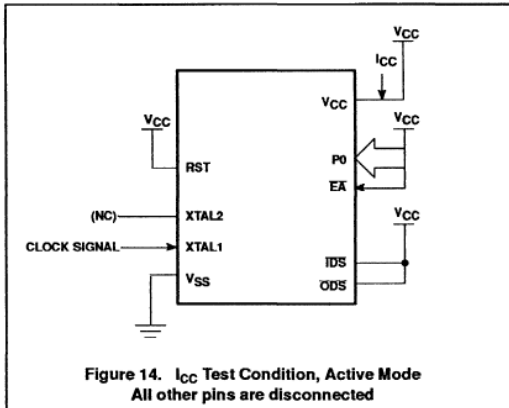 VCC
ICC
VCC
VCC
VCC
P0
RST
EA
(NC)
XTAL2
VCC
CLOCK SIGNAL
XTAL1
IDS
VSS
ODS
Figure 14. ICC Test Condition, Active Mode
All other pins are disconnected